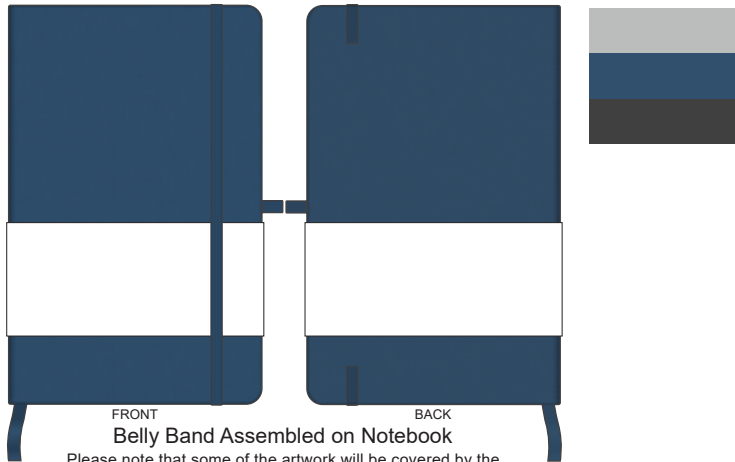 FRONT
BACK
Belly Band Assembled on Notebook
Please note that some of the artwork will be covered by the